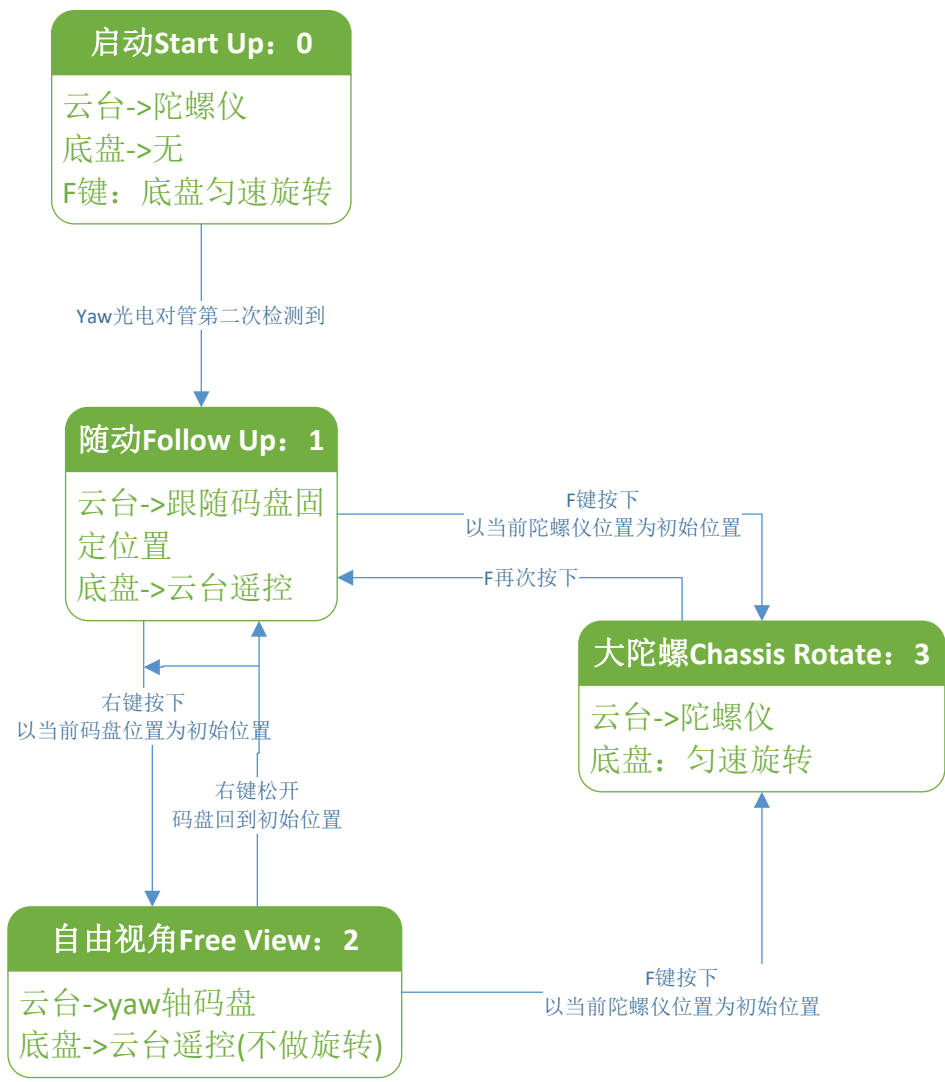 启动Start Up：0
云台->陀螺仪
底盘->无
F键：底盘匀速旋转
Yaw光电对管第二次检测到
随动Follow Up：1
云台->跟随码盘固
定位置
底盘->云台遥控
F键按下
以当前陀螺仪位置为初始位置
F再次按下
大陀螺Chassis Rotate：3
云台->陀螺仪
底盘：匀速旋转
右键按下
以当前码盘位置为初始位置
右键松开
码盘回到初始位置
自由视角Free View：2
云台->yaw轴码盘
底盘->云台遥控(不做旋转)
F键按下
以当前陀螺仪位置为初始位置